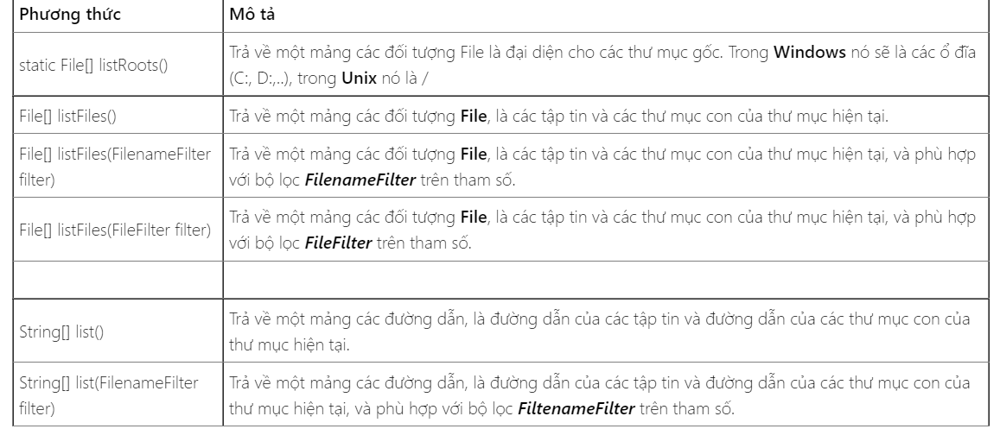 Phương thức
Mô tả
static File[] listRoots()
Trả về một mảng các đối tượng File là đại diện cho các thư mục gốc. Trong Windows nó sẽ là các ổ đĩa
(C:, D:,..), trong Unix nó là /
File[] listFiles()
Trả về một mảng các đối tượng File, là các tập tin và các thư mục con của thư mục hiện tại.
File[] listFiles(FilenameFilter
filter)
Trả về một mảng các đối tượng File, là các tập tin và các thư mục con của thư mục hiện tại, và phù hợp
với bộ lọc FilenameFilter trên tham số.
File[] listFiles(FileFilter filter)
Trả về một mảng các đối tượng File, là các tập tin và các thư mục con của thư mục hiện tại, và phù hợp
với bộ lọc FileFilter trên tham số.
String[] list()
Trả về một mảng các đường dẫn, là đường dẫn của các tập tin và đường dẫn của các thư mục con của
thư mục hiện tại.
String[] list(FilenameFilter
filter)
Trả về một mảng các đường dẫn, là đường dẫn của các tập tin và đường dẫn của các thư mục con của
thư mục hiện tại, và phù hợp với bộ lọc FiltenameFilter trên tham số.